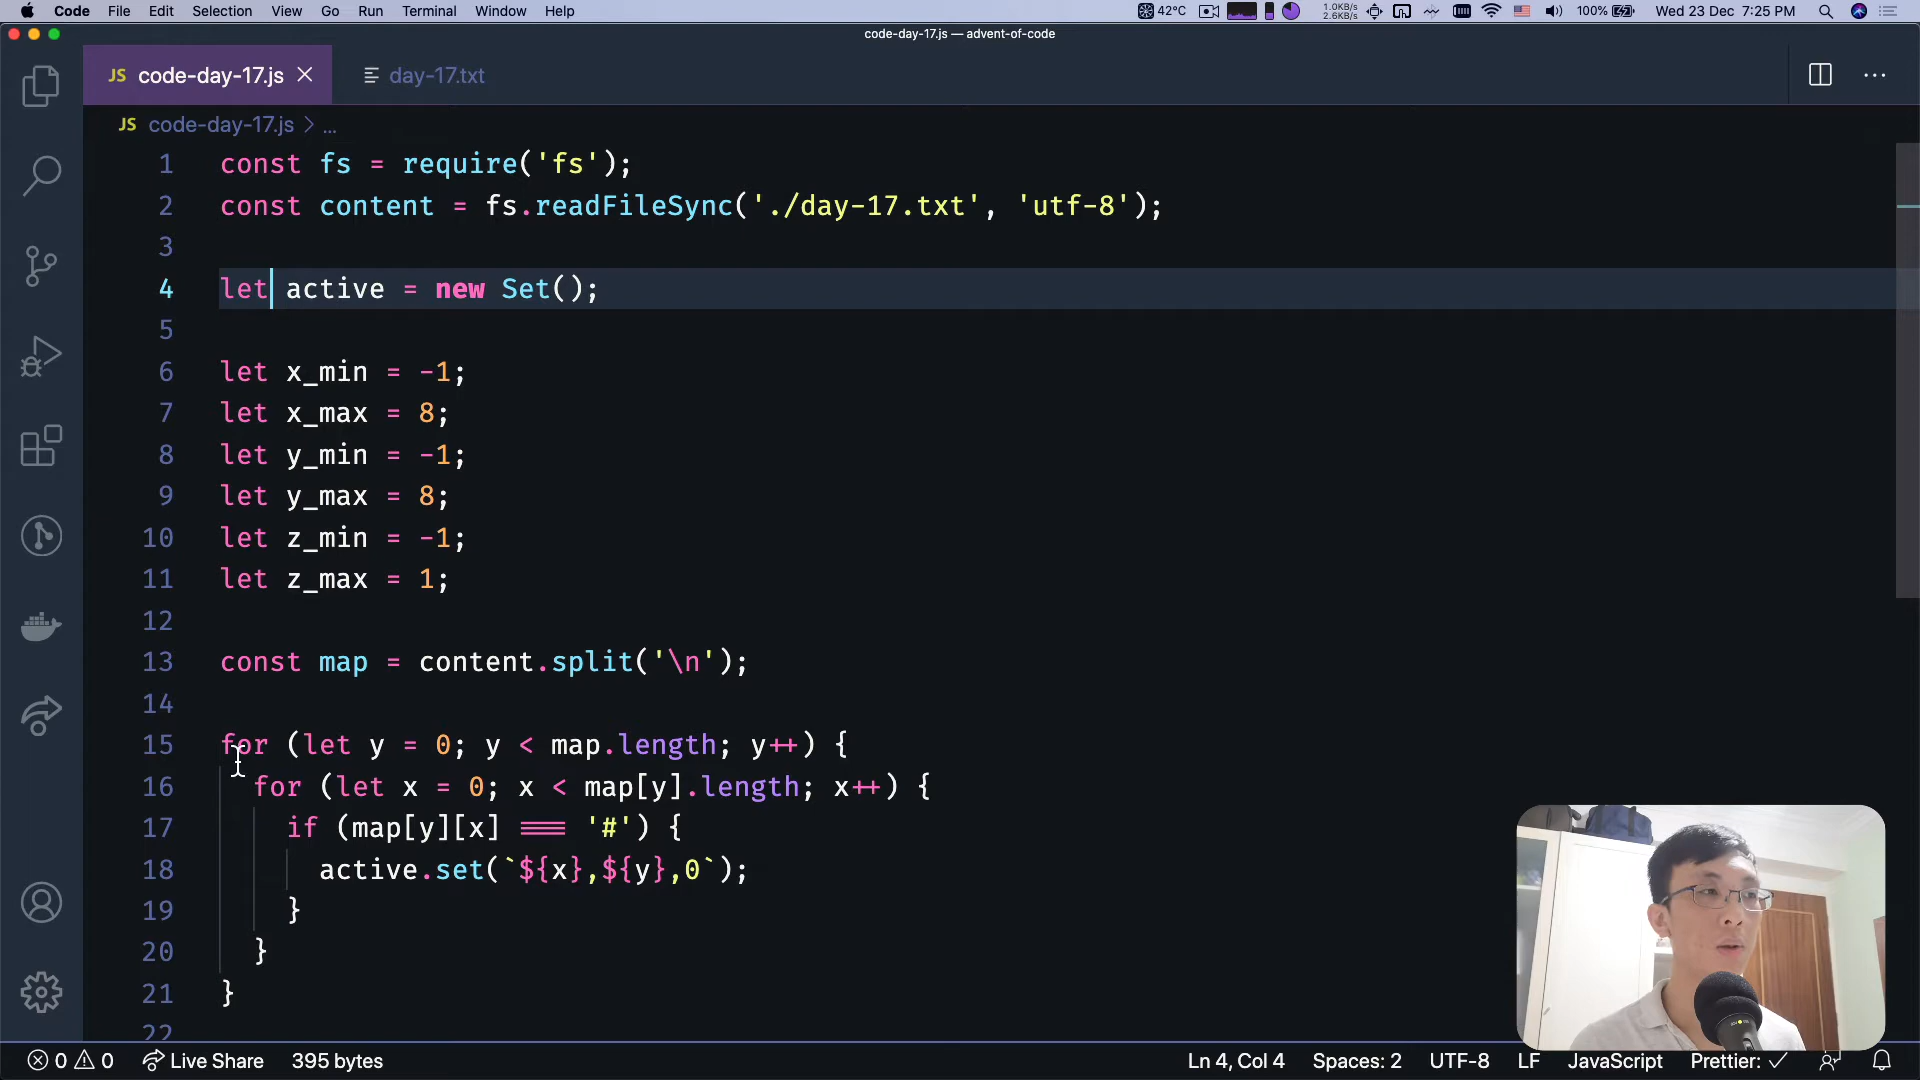 Code File Edit Selection View Go Run Terminal Window Help 42°C 1.0KB/s 2.6KB/s 100% Wed 23 Dec 7:25 PM
code-day-17.js — advent-of-code
JS code-day-17.js day-17.txt
JS code-day-17.js > ...
1 const fs = require('fs');
2 const content = fs.readFileSync('./day-17.txt', 'utf-8');
3
4 let active = new Set();
5
6 let x_min = -1;
7 let x_max = 8;
8 let y_min = -1;
9 let y_max = 8;
10 let z_min = -1;
11 let z_max = 1;
12
13 const map = content.split('\n');
14
15 for (let y = 0; y < map.length; y++) {
16 for (let x = 0; x < map[y].length; x++) {
17 if (map[y][x] === '#') {
18 active.set(`${x},${y},0`);
19 }
20 }
21 }
22
0 0 Live Share 395 bytes Ln 4, Col 4 Spaces: 2 UTF-8 LF JavaScript Prettier: ✓